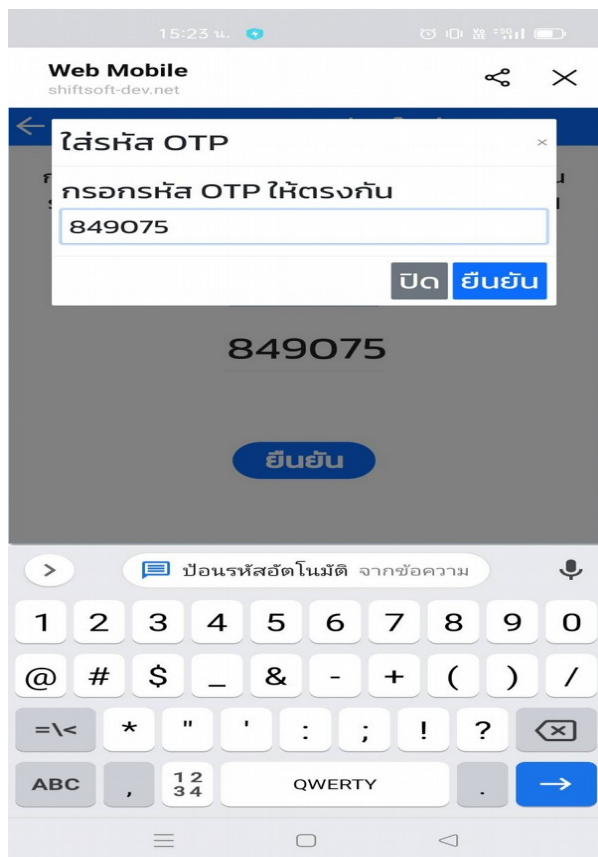 15:23 น.
Web Mobile
shiftsoft-dev.net
ใส่รหัส OTP
×
กรอกรหัส OTP ให้ตรงกัน
849075
ปิด ยืนยัน
849075
ยืนยัน
ป้อนรหัสอัตโนมัติ จากข้อความ
1 2 3 4 5 6 7 8 9 0
@ # $ _ & - + ( ) /
=\< * " ' : ; ! ?
ABC , 12 34 QWERTY .